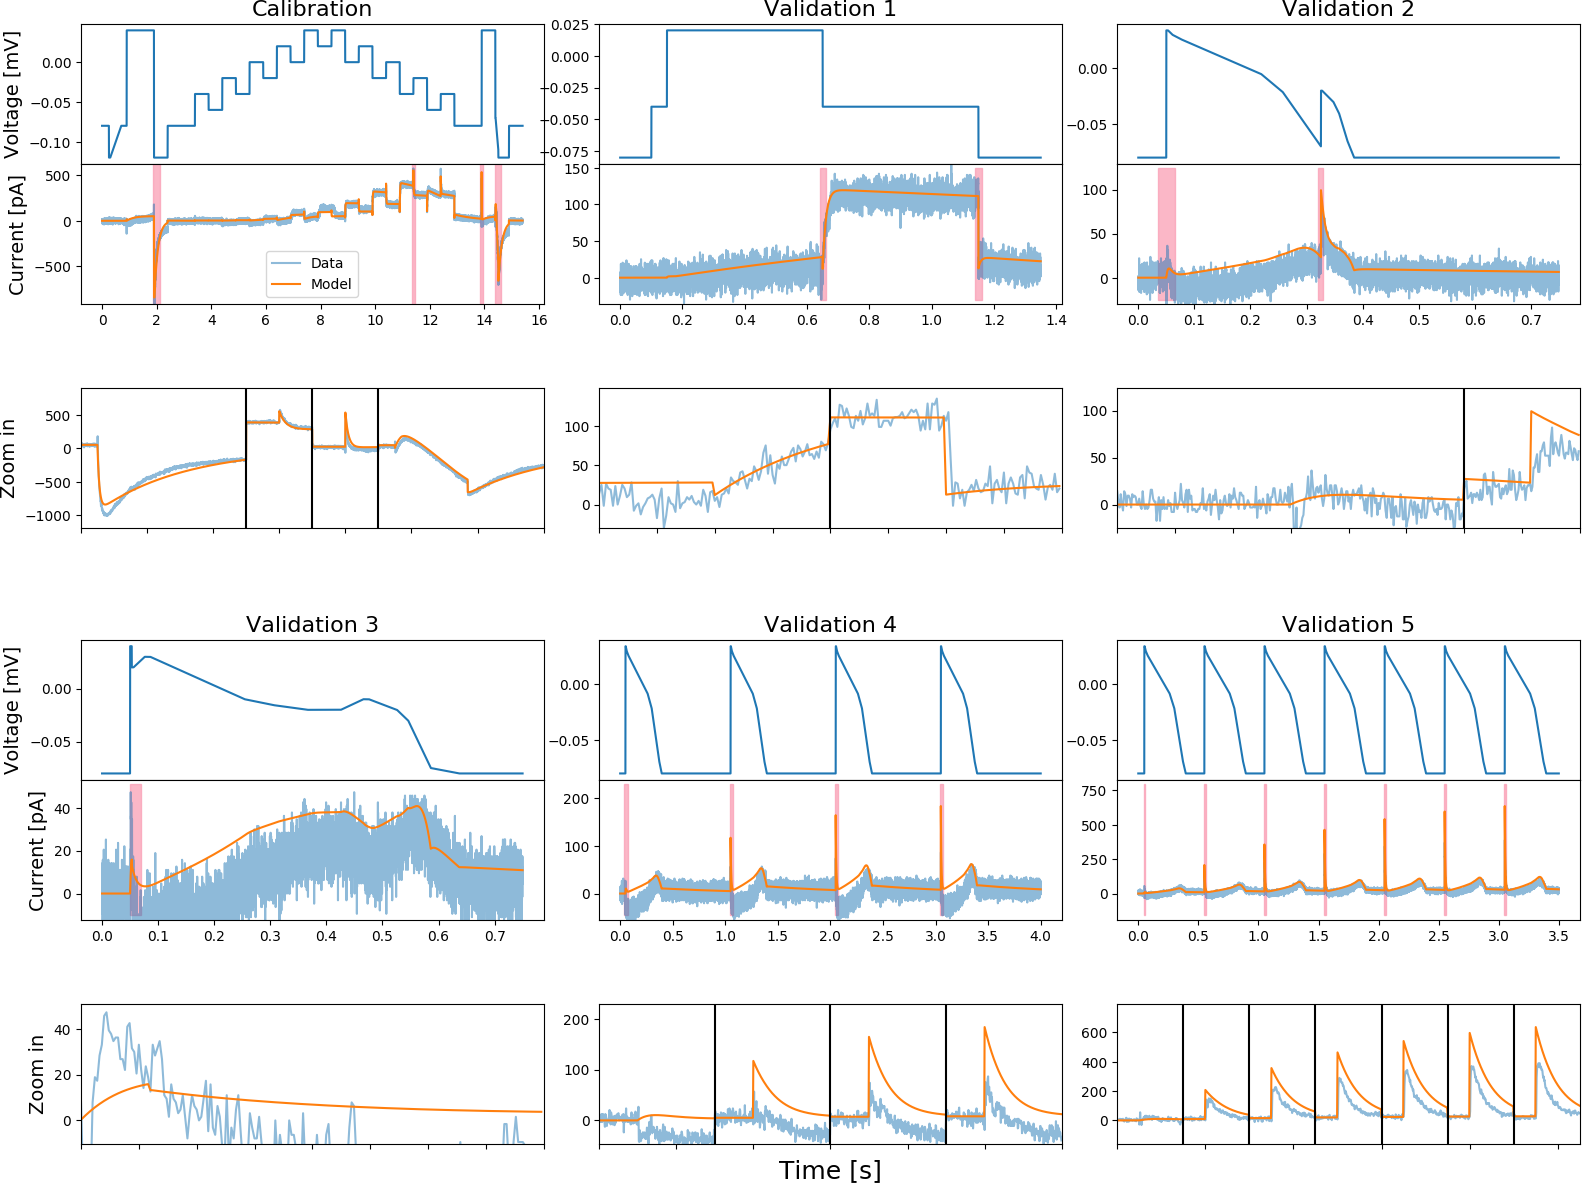 Calibration
Validation 1
Validation 2
Voltage [mV]
0.00
−0.05
−0.10
0.025
0.000
−0.025
−0.050
−0.075
0.00
−0.05
Current [pA]
500
0
−500
Data
Model
150
100
50
0
100
50
0
0 2 4 6 8 10 12 14 16
0.0 0.2 0.4 0.6 0.8 1.0 1.2 1.4
0.0 0.1 0.2 0.3 0.4 0.5 0.6 0.7
Zoom in
500
0
−500
−1000
100
50
0
100
50
0
Validation 3
Validation 4
Validation 5
Voltage [mV]
0.00
−0.05
0.00
−0.05
0.00
−0.05
Current [pA]
40
20
0
200
100
0
750
500
250
0
0.0 0.1 0.2 0.3 0.4 0.5 0.6 0.7
0.0 0.5 1.0 1.5 2.0 2.5 3.0 3.5 4.0
0.0 0.5 1.0 1.5 2.0 2.5 3.0 3.5
Zoom in
40
20
0
200
100
0
600
400
200
0
Time [s]